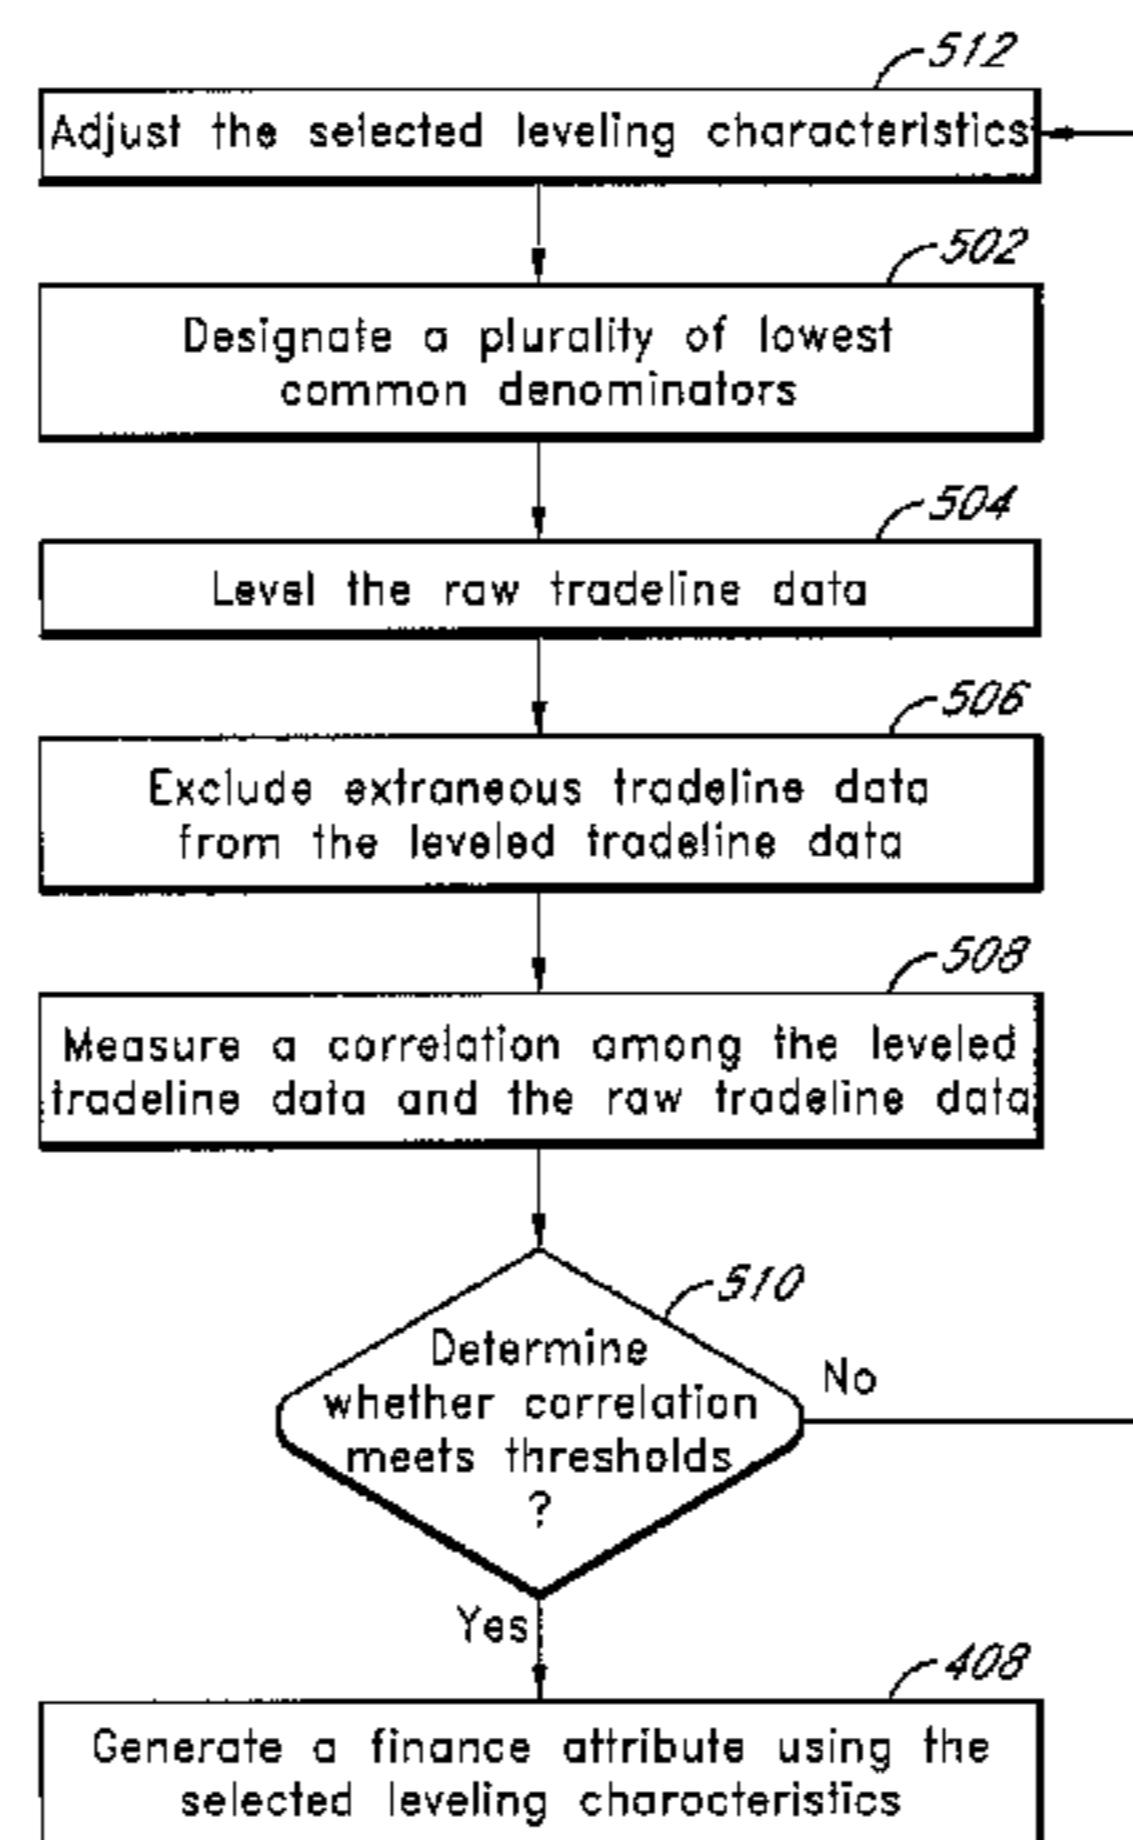 512
Adjust the selected leveling characteristics
502
Designate a plurality of lowest
common denominators
504
Level the raw tradeline data
506
Exclude extraneous tradeline data
from the leveled tradeline data
508
Measure a correlation among the leveled
tradeline data and the raw tradeline data
510
Determine
whether correlation
meets thresholds
?
No
Yes
408
Generate a finance attribute using the
selected leveling characteristics